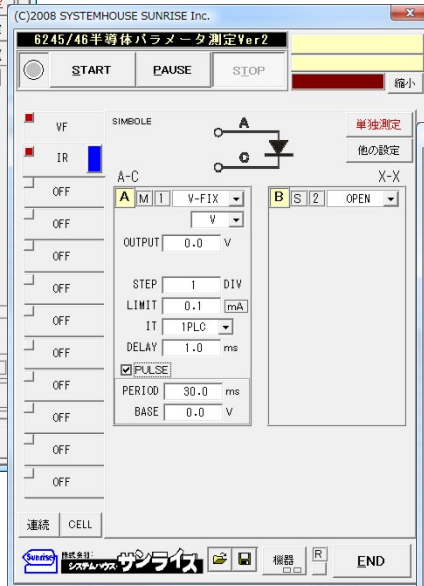 (C)2008 SYSTEMHOUSE SUNRISE Inc.
6245/46半導体パラメータ測定Ver2
START PAUSE STOP
縮小
VF
IR
OFF
OFF
OFF
OFF
OFF
OFF
OFF
OFF
OFF
OFF
連続 CELL
SIMBOLE
A
C
単独測定
他の設定
A-C
A M 1 V-FIX
V
OUTPUT 0.0 V
STEP 1 DIV
LIMIT 0.1 mA
IT 1PLC
DELAY 1.0 ms
PULSE
PERIOD 30.0 ms
BASE 0.0 V
X-X
B S 2 OPEN
Sunrise 株式会社 システムハウス サンライズ
機器 R END